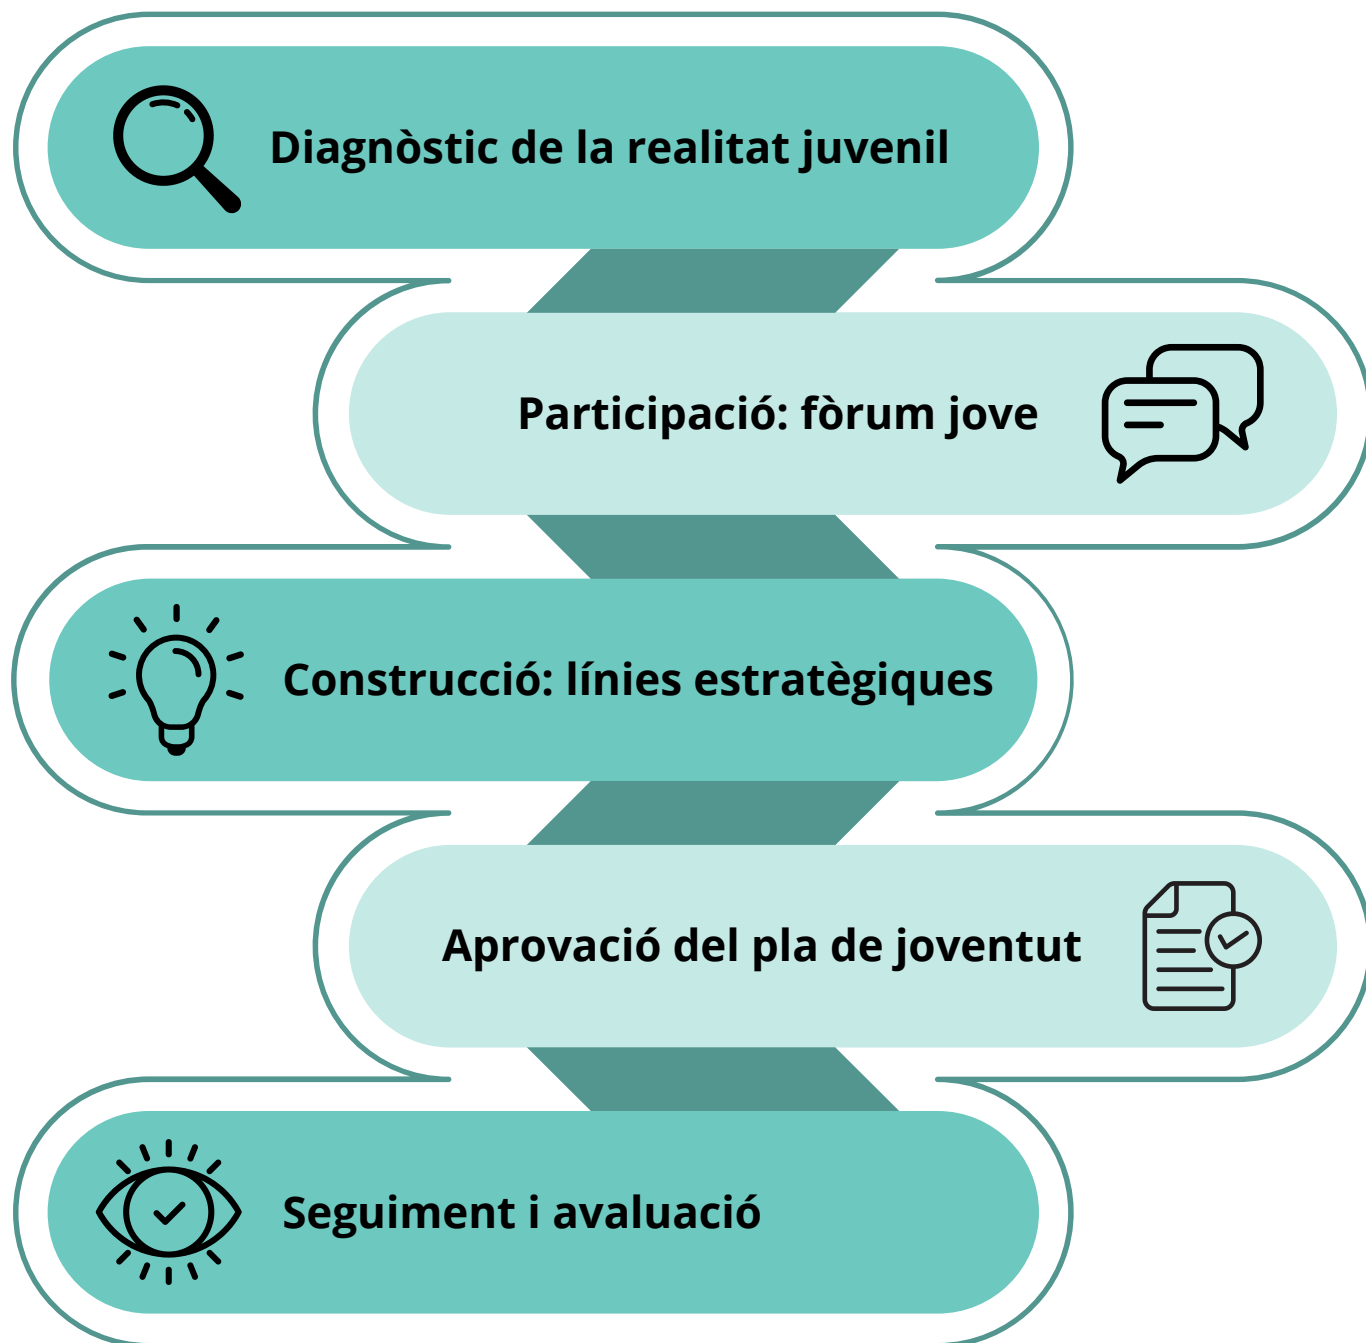 Diagnòstic de la realitat juvenil
Participació: fòrum jove
Construcció: línies estratègiques
Aprovació del pla de joventut
Seguiment i avaluació